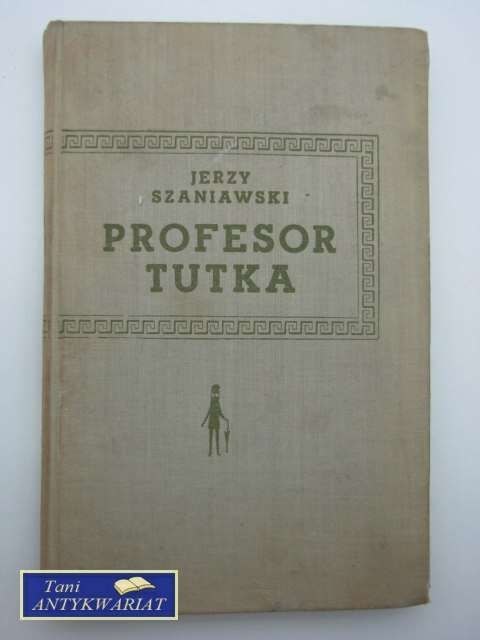 JERZY
SZANIAWSKI
PROFESOR
TUTKA
Tani
ANTYKWARIAT